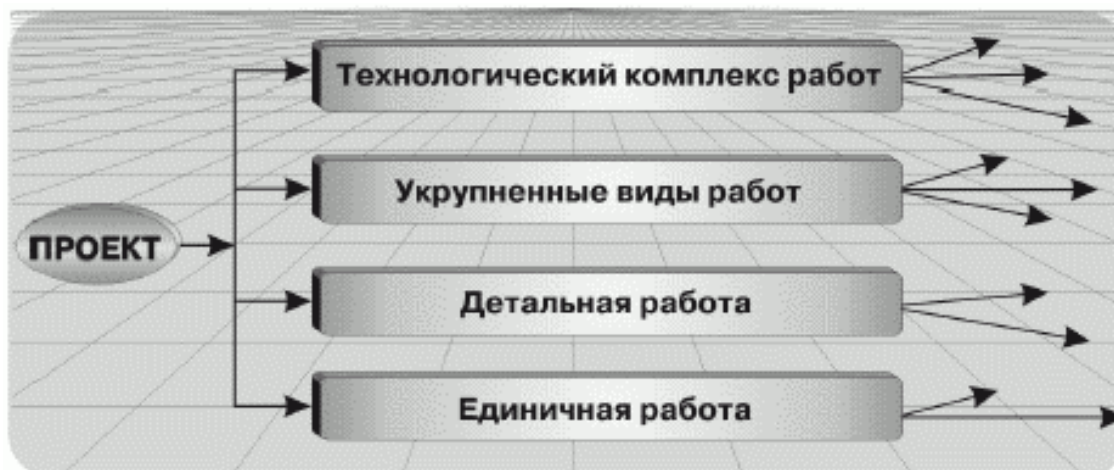 Технологический комплекс работ
Укрупненные виды работ
ПРОЕКТ
Детальная работа
Единичная работа